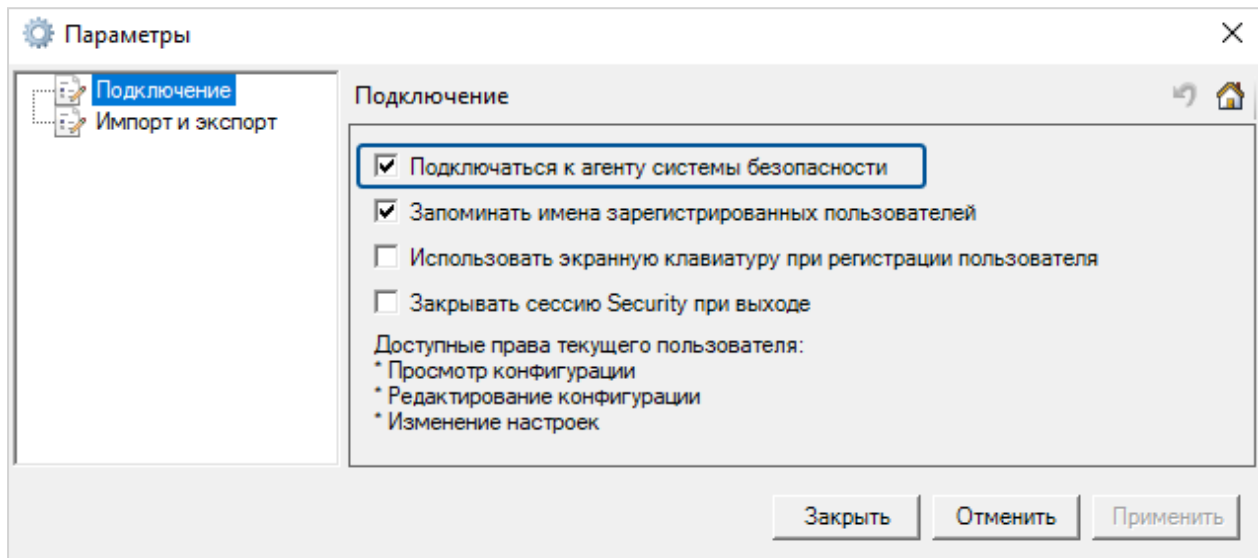 Параметры
Подключение
Импорт и экспорт
Подключение
Подключаться к агенту системы безопасности
Запоминать имена зарегистрированных пользователей
Использовать экранную клавиатуру при регистрации пользователя
Закрывать сессию Security при выходе
Доступные права текущего пользователя:
* Просмотр конфигурации
* Редактирование конфигурации
* Изменение настроек
Закрыть
Отменить
Применить